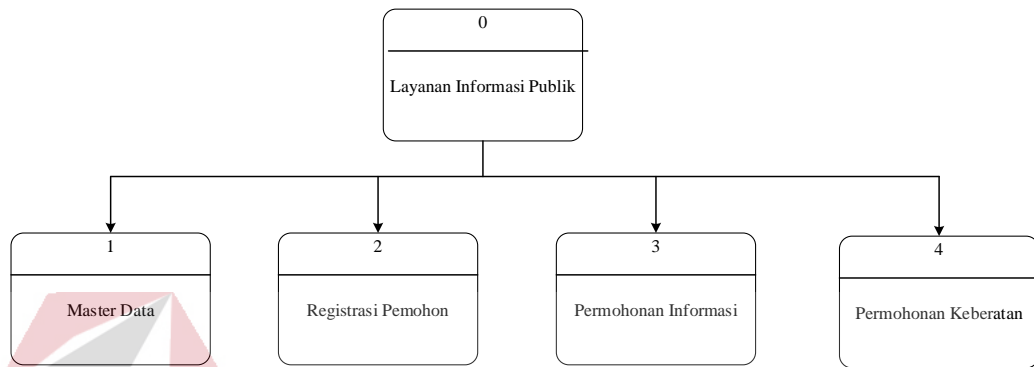 0
Layanan Informasi Publik
1
Master Data
2
Registrasi Pemohon
3
Permohonan Informasi
4
Permohonan Keberatan